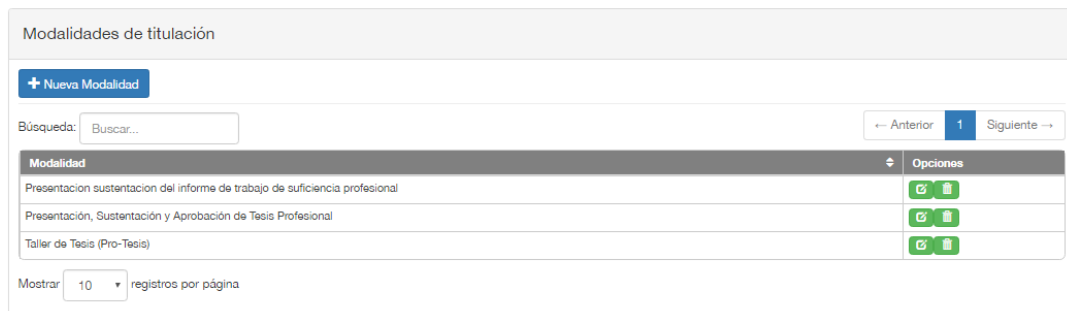 Modalidades de titulación
+ Nueva Modalidad
Búsqueda: Buscar...
← Anterior 1 Siguiente →
Modalidad Opciones
Presentacion sustentacion del informe de trabajo de suficiencia profesional
Presentación, Sustentación y Aprobación de Tesis Profesional
Taller de Tesis (Pro-Tesis)
Mostrar 10 registros por página